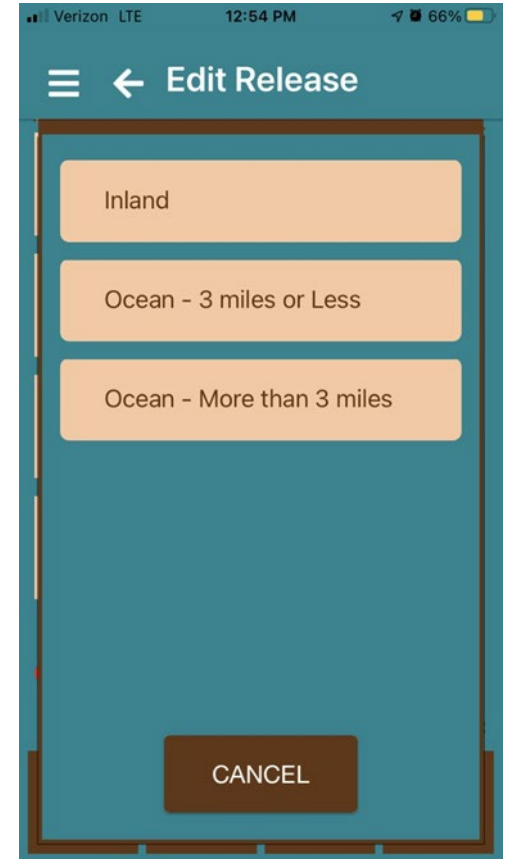 Verizon LTE 12:54 PM 66%
Edit Release
Inland
Ocean - 3 miles or Less
Ocean - More than 3 miles
CANCEL